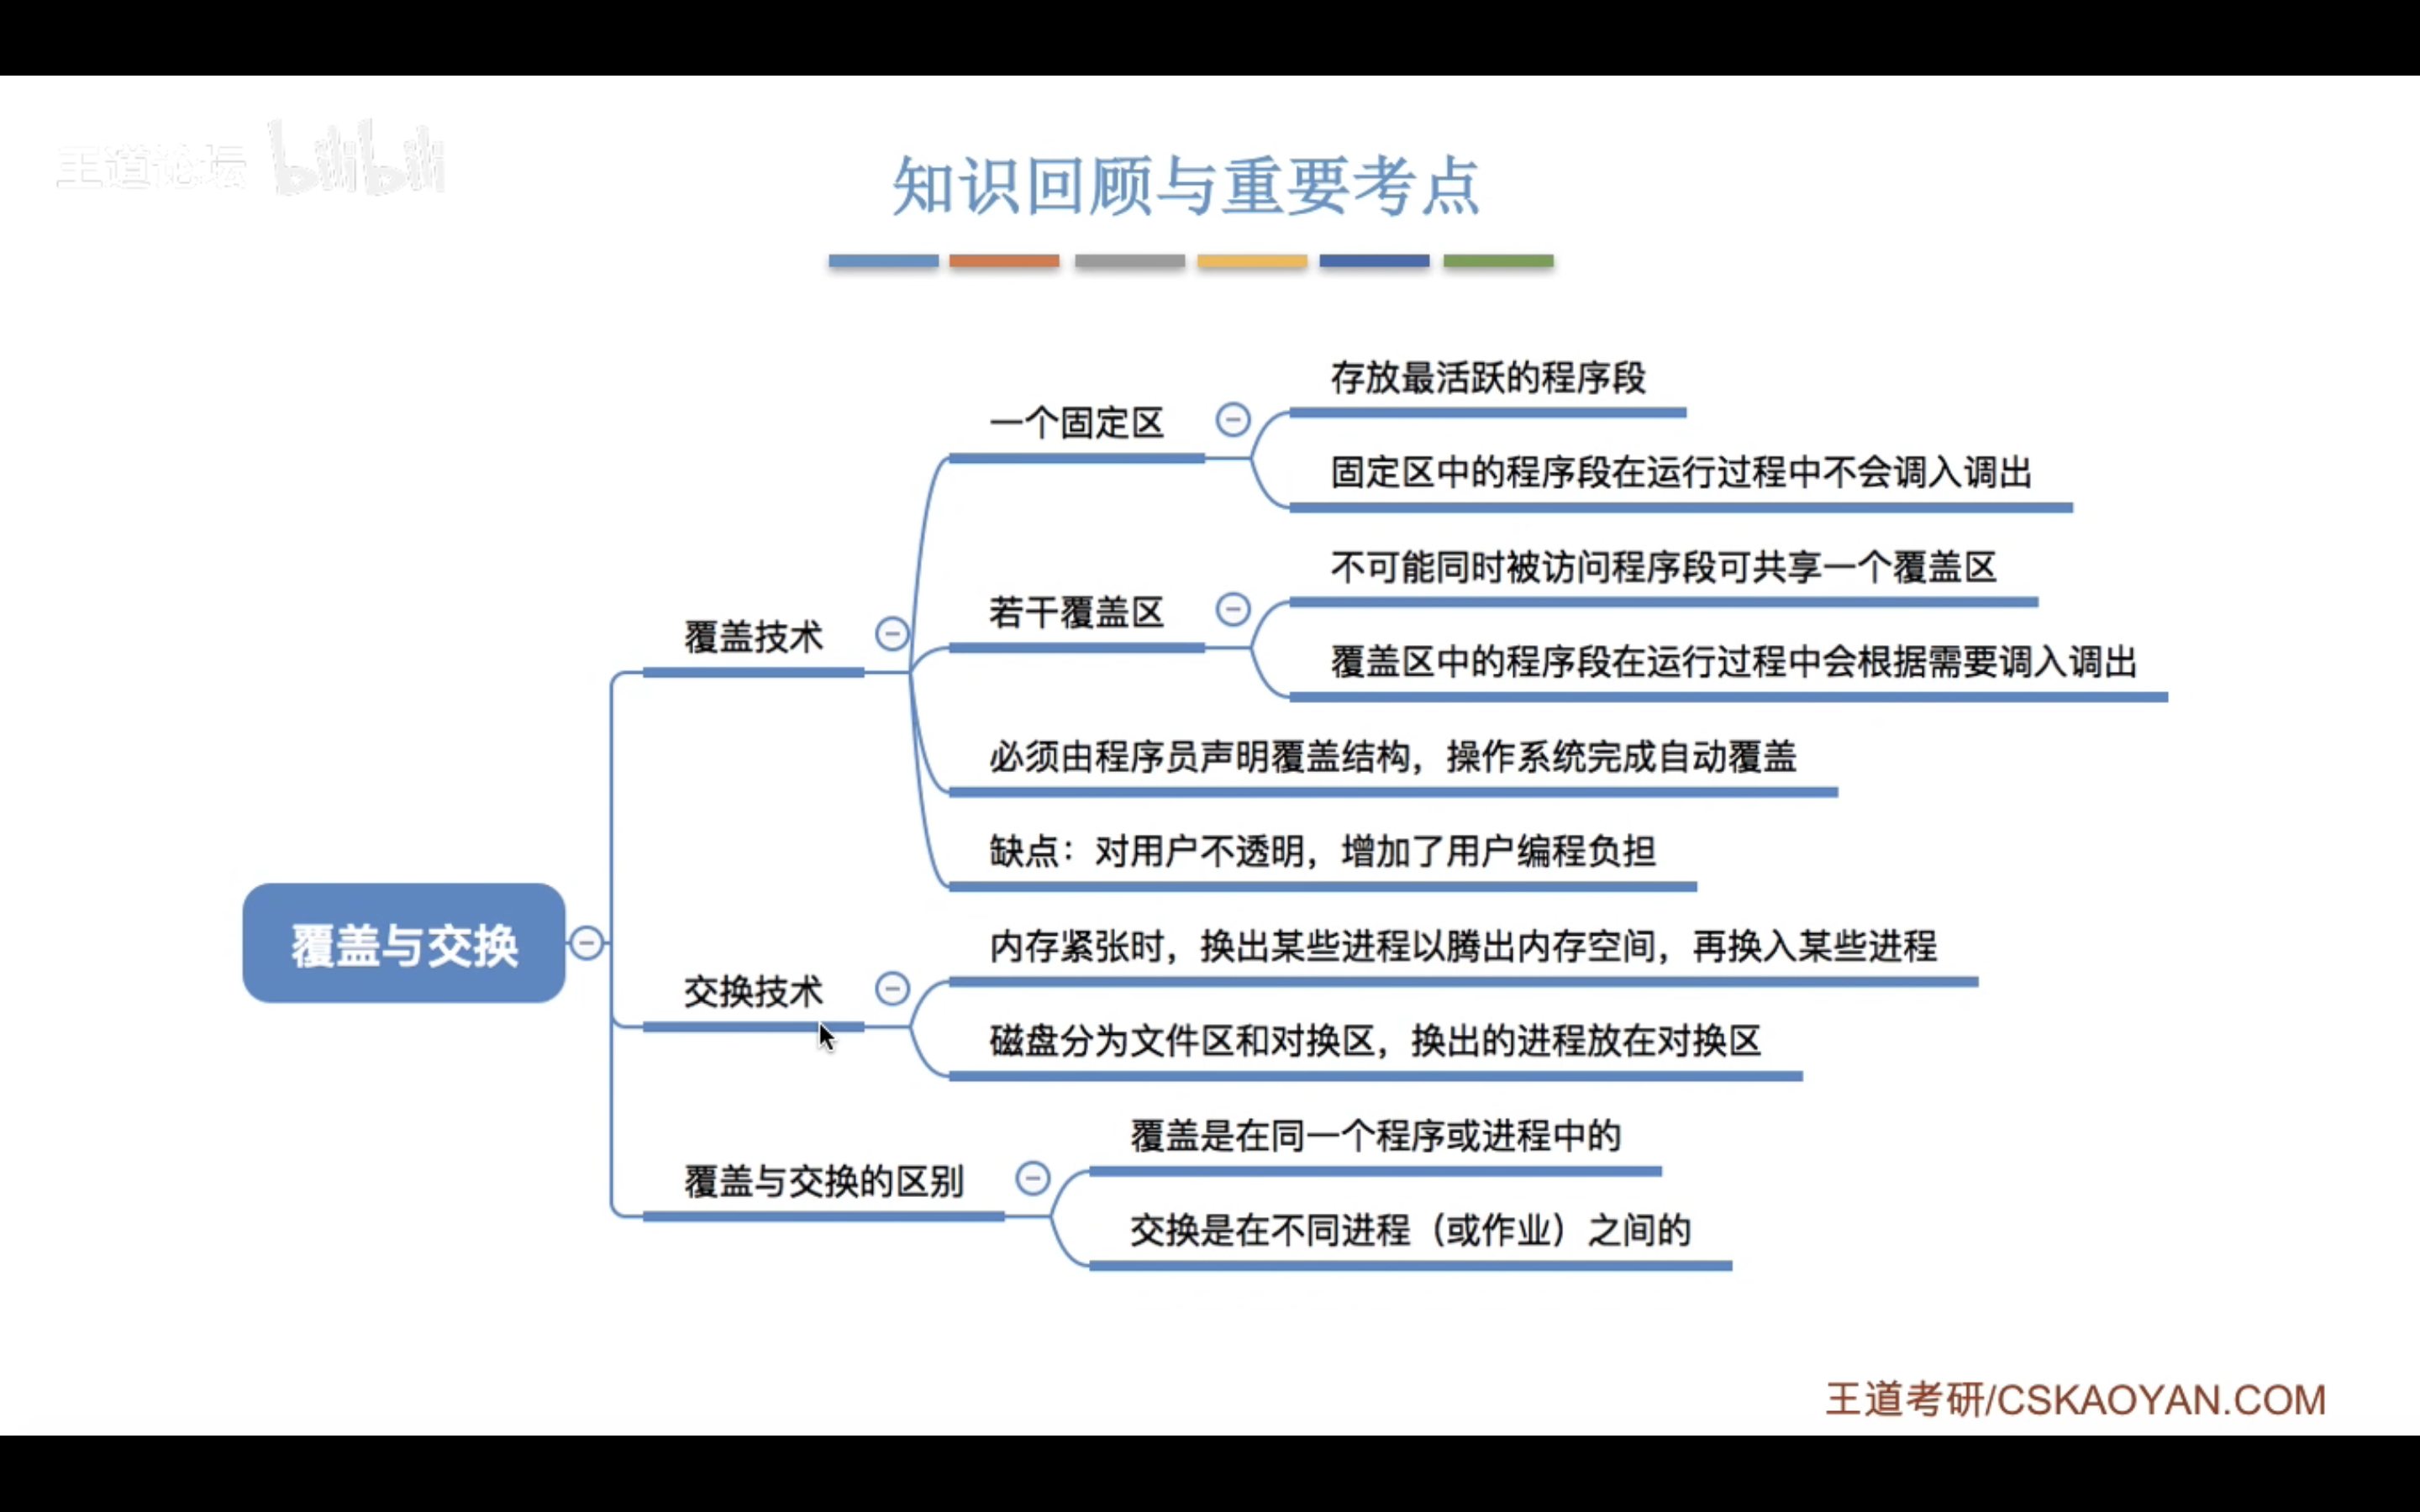 王道论坛 bilibili
知识回顾与重要考点
存放最活跃的程序段
一个固定区
固定区中的程序段在运行过程中不会调入调出
不可能同时被访问程序段可共享一个覆盖区
若干覆盖区
覆盖技术
覆盖区中的程序段在运行过程中会根据需要调入调出
必须由程序员声明覆盖结构，操作系统完成自动覆盖
缺点：对用户不透明，增加了用户编程负担
覆盖与交换
内存紧张时，换出某些进程以腾出内存空间，再换入某些进程
交换技术
磁盘分为文件区和对换区，换出的进程放在对换区
覆盖是在同一个程序或进程中的
覆盖与交换的区别
交换是在不同进程（或作业）之间的
王道考研/CSKAOYAN.COM